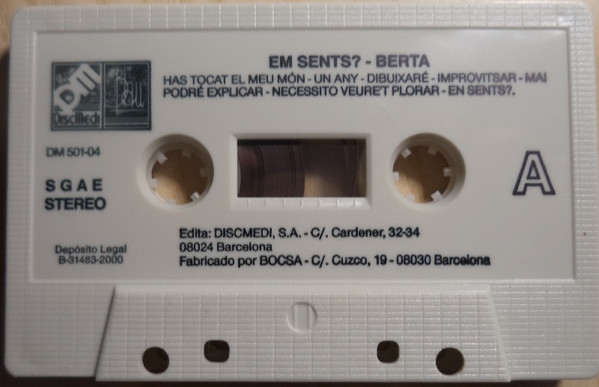 EM SENTS? - BERTA
HAS TOCAT EL MEU MÓN - UN ANY - DIBUIXARÉ - IMPROVITSAR - MAI
PODRÉ EXPLICAR - NECESSITO VEURE'T PLORAR - EN SENTS?.
DM
Discmedi
DM 501-04
S G A E
STEREO
A
Depósito Legal
B-31483-2000
Edita: DISCMEDI, S.A. - C/. Cardener, 32-34
08024 Barcelona
Fabricado por BOCSA - C/. Cuzco, 19 - 08030 Barcelona